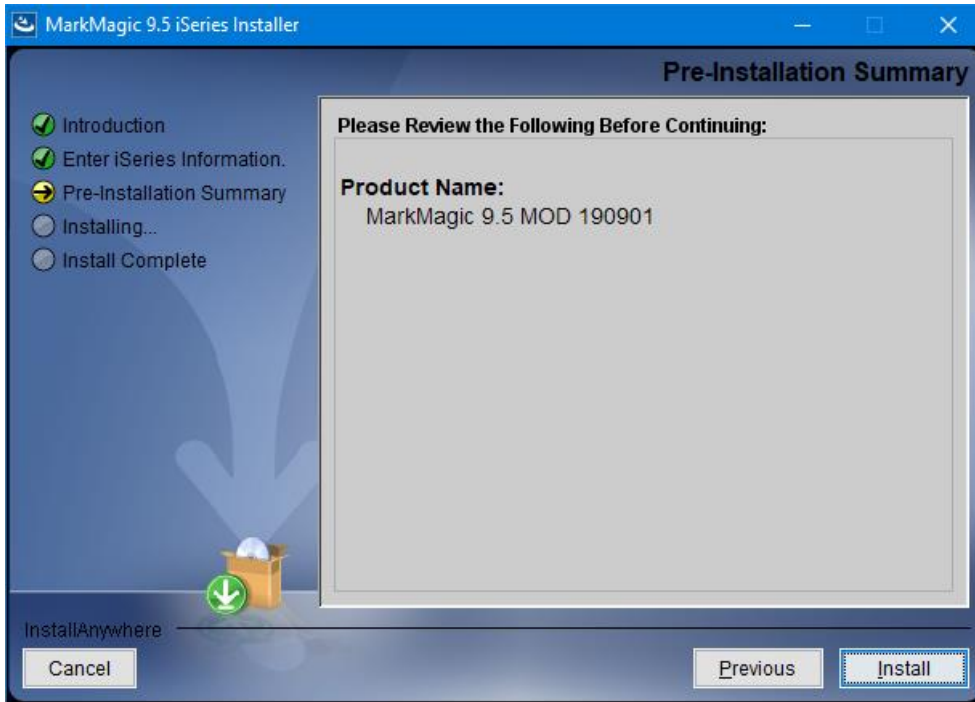 MarkMagic 9.5 iSeries Installer
Pre-Installation Summary
Introduction
Enter iSeries Information.
Pre-Installation Summary
Installing...
Install Complete
Please Review the Following Before Continuing:
Product Name:
MarkMagic 9.5 MOD 190901
InstallAnywhere
Cancel
Previous
Install